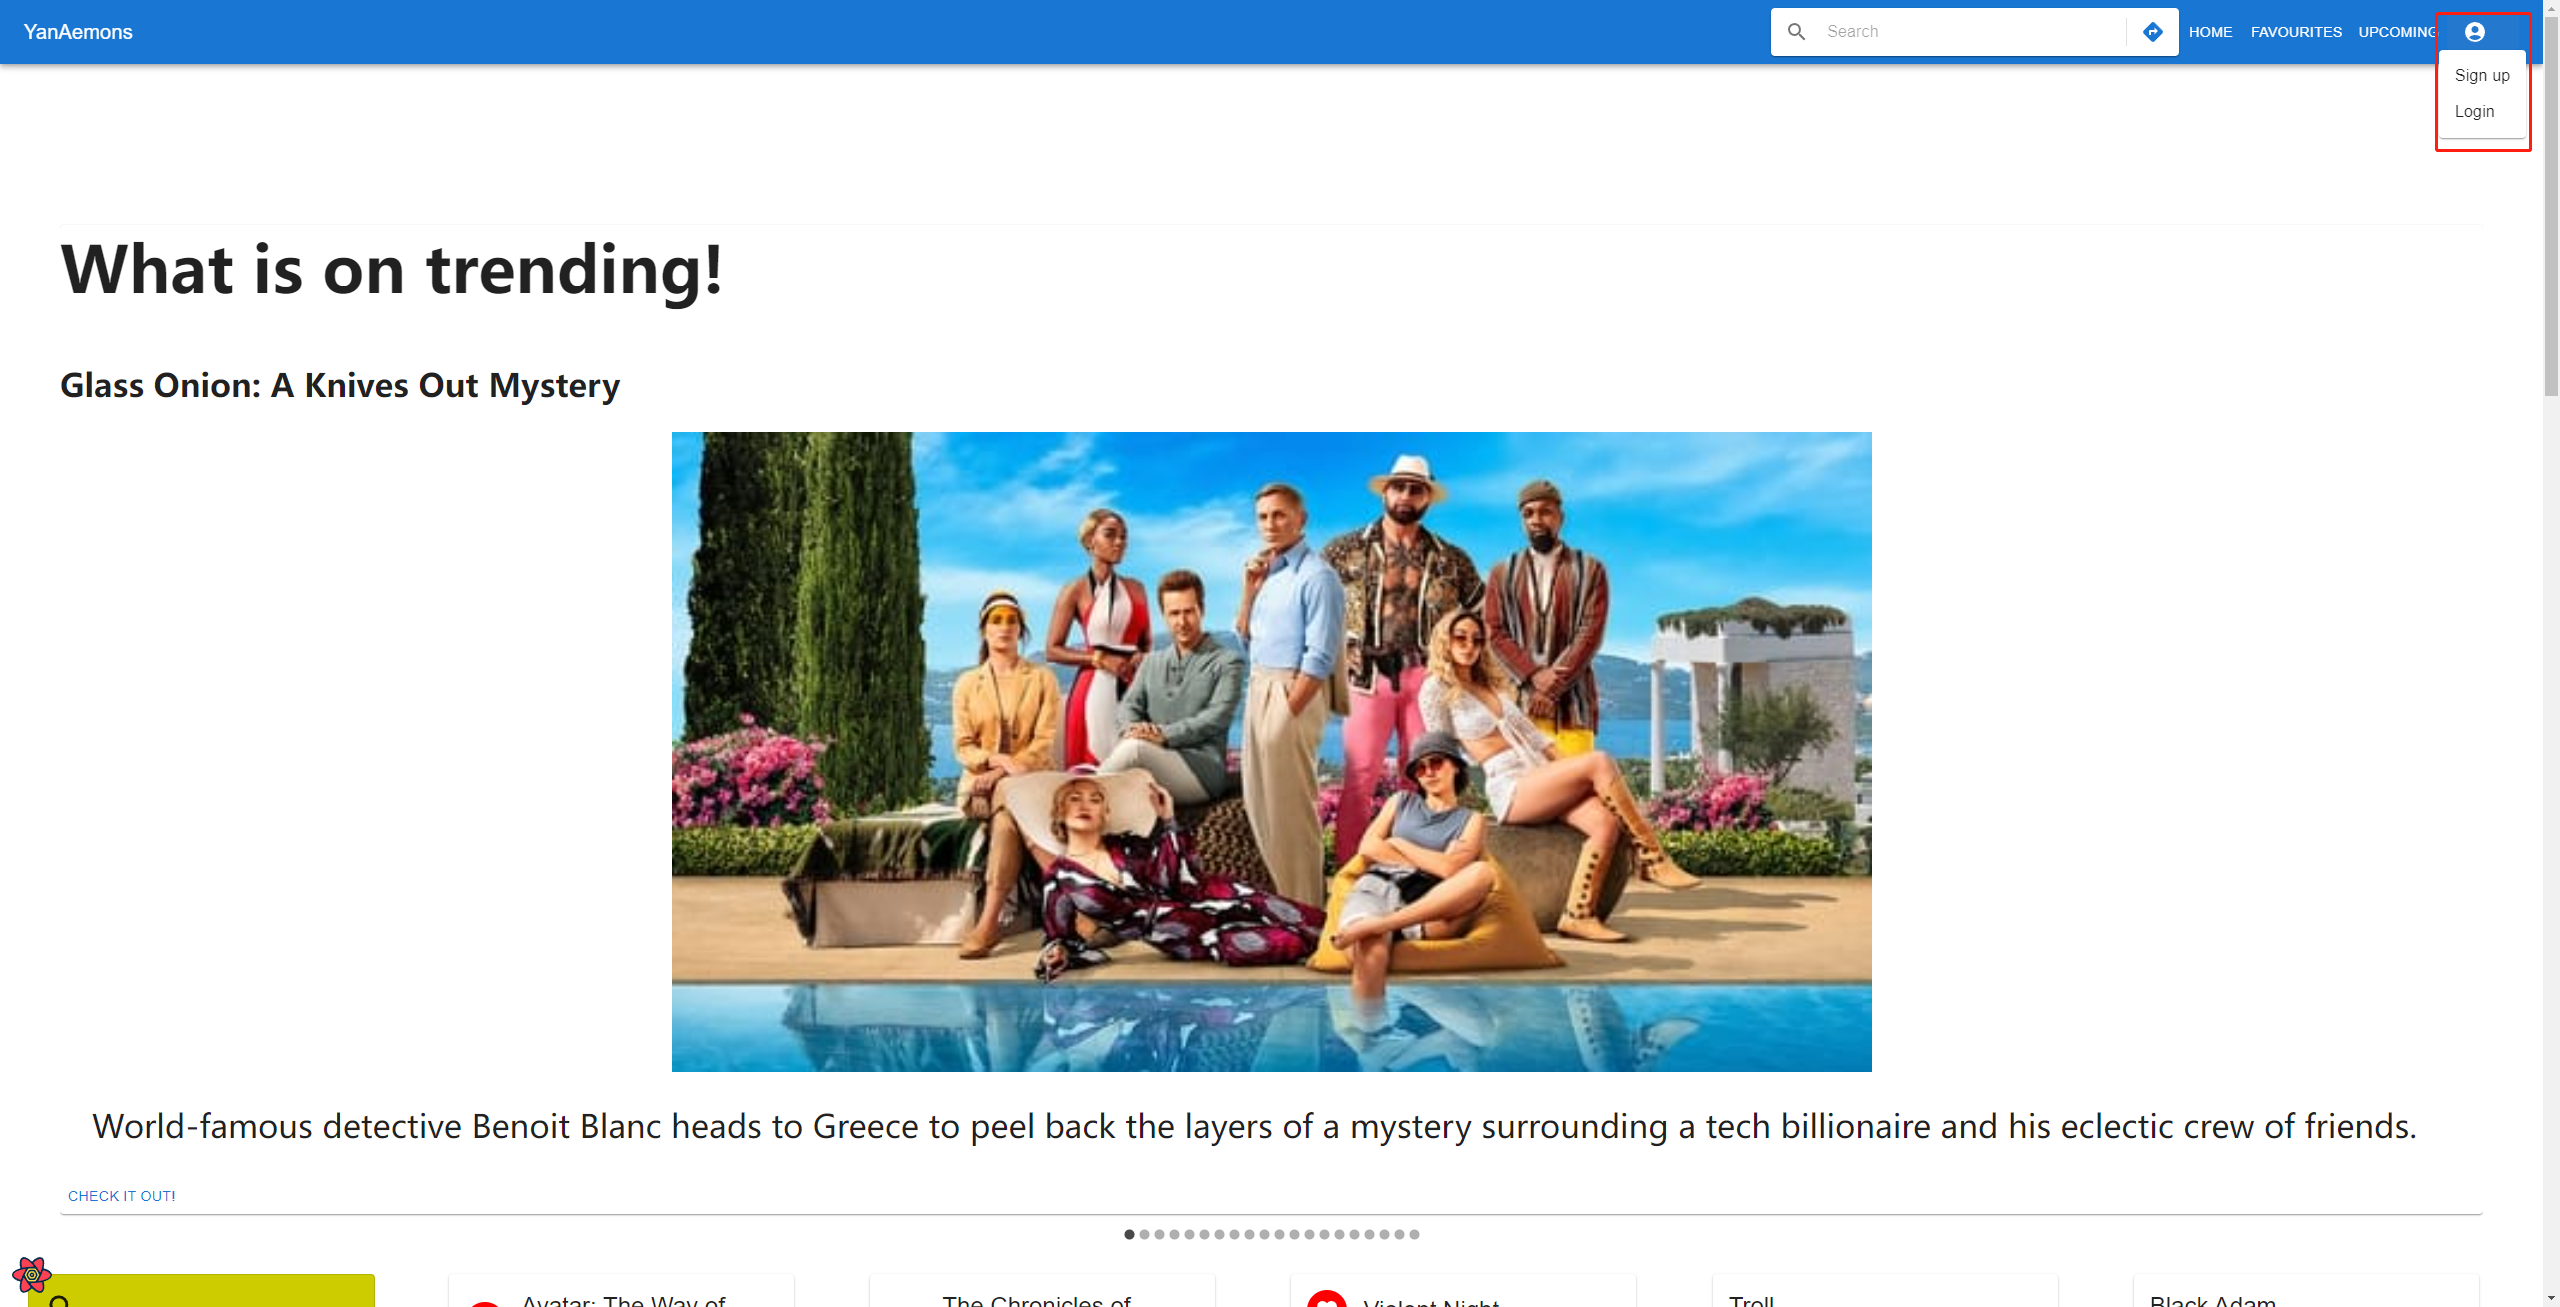 YanAemons
Search
HOME FAVOURITES UPCOMING
Sign up
Login
What is on trending!
Glass Onion: A Knives Out Mystery
World-famous detective Benoit Blanc heads to Greece to peel back the layers of a mystery surrounding a tech billionaire and his eclectic crew of friends.
CHECK IT OUT!
Avatar: The Way of
The Chronicles of
Violent Night
Troll
Black Adam